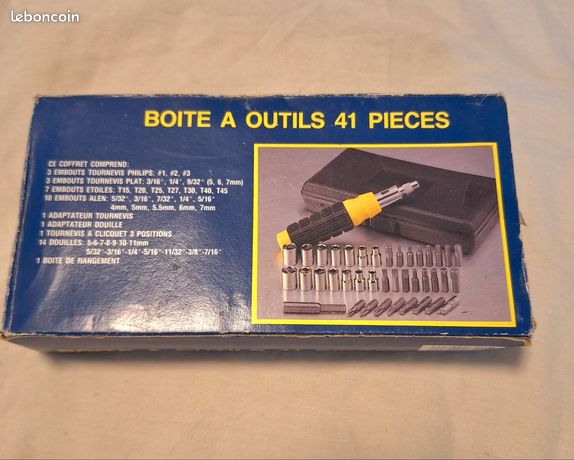 leboncoin
BOITE A OUTILS 41 PIECES
CE COFFRET COMPREND:
3 EMBOUTS TOURNEVIS PHILIPS: #1, #2, #3
3 EMBOUTS TOURNEVIS PLAT: 3/16", 1/4", 9/32" (5, 6, 7mm)
7 EMBOUTS ETOILES: T15, T20, T25, T27, T30, T40, T45
10 EMBOUTS ALEN: 5/32", 3/16", 7/32", 1/4", 5/16"
4mm, 5mm, 5.5mm, 6mm, 7mm
1 ADAPTATEUR TOURNEVIS
1 ADAPTATEUR DOUILLE
1 TOURNEVIS A CLICQUET 3 POSITIONS
14 DOUILLES: 5-6-7-8-9-10-11mm
5/32"-3/16"-1/4"-5/16"-11/32"-3/8"-7/16"
1 BOITE DE RANGEMENT